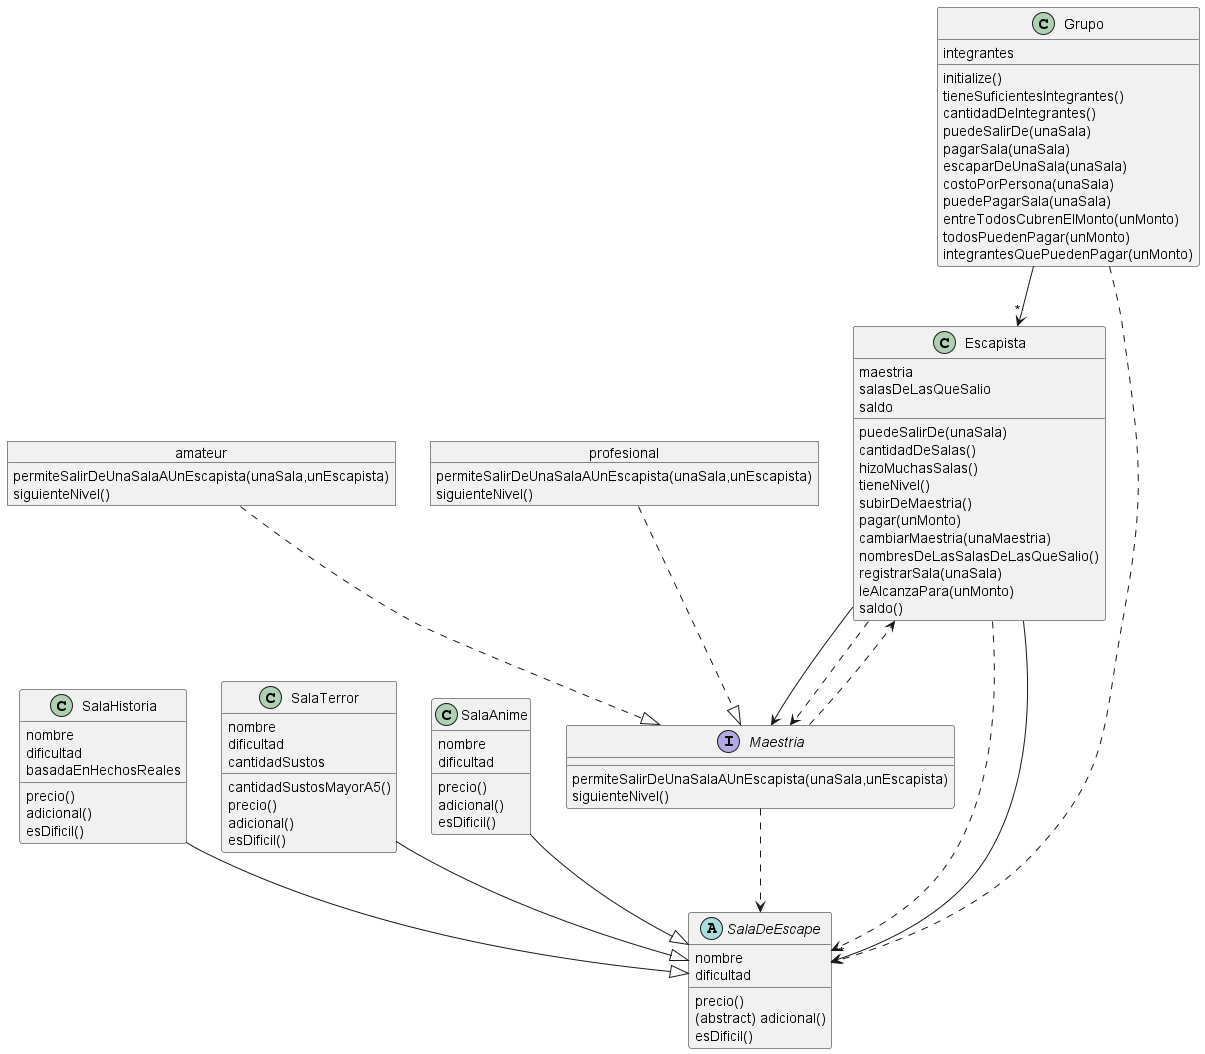 C Grupo
integrantes
initialize()
tieneSuficientesIntegrantes()
cantidadDeIntegrantes()
puedeSalirDe(unaSala)
pagarSala(unaSala)
escaparDeUnaSala(unaSala)
costoPorPersona(unaSala)
puedePagarSala(unaSala)
entreTodosCubrenElMonto(unMonto)
todosPuedenPagar(unMonto)
integrantesQuePuedenPagar(unMonto)
*
C Escapista
maestria
salasDeLasQueSalio
saldo
puedeSalirDe(unaSala)
cantidadDeSalas()
hizoMuchasSalas()
tieneNivel()
subirDeMaestria()
pagar(unMonto)
cambiarMaestria(unaMaestria)
nombresDeLasSalasDeLasQueSalio()
registrarSala(unaSala)
leAlcanzaPara(unMonto)
saldo()
amateur
permiteSalirDeUnaSalaAUnEscapista(unaSala,unEscapista)
siguienteNivel()
profesional
permiteSalirDeUnaSalaAUnEscapista(unaSala,unEscapista)
siguienteNivel()
C SalaHistoria
nombre
dificultad
basadaEnHechosReales
precio()
adicional()
esDificil()
C SalaTerror
nombre
dificultad
cantidadSustos
cantidadSustosMayorA5()
precio()
adicional()
esDificil()
C SalaAnime
nombre
dificultad
precio()
adicional()
esDificil()
I Maestria
permiteSalirDeUnaSalaAUnEscapista(unaSala,unEscapista)
siguienteNivel()
*
A SalaDeEscape
nombre
dificultad
precio()
(abstract) adicional()
esDificil()